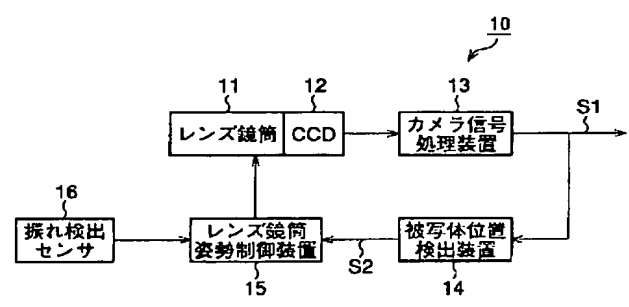 10
11
12
13
S1
レンズ鏡筒
CCD
カメラ信号
処理装置
16
振れ検出
センサ
レンズ鏡筒
姿勢制御装置
被写体位置
検出装置
S2
15
14